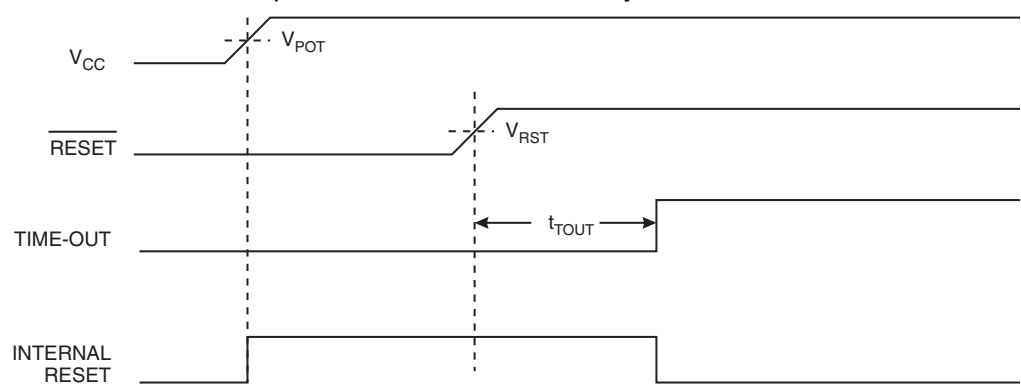 V_CC
V_POT
RESET
V_RST
TIME-OUT
t_TOUT
INTERNAL
RESET